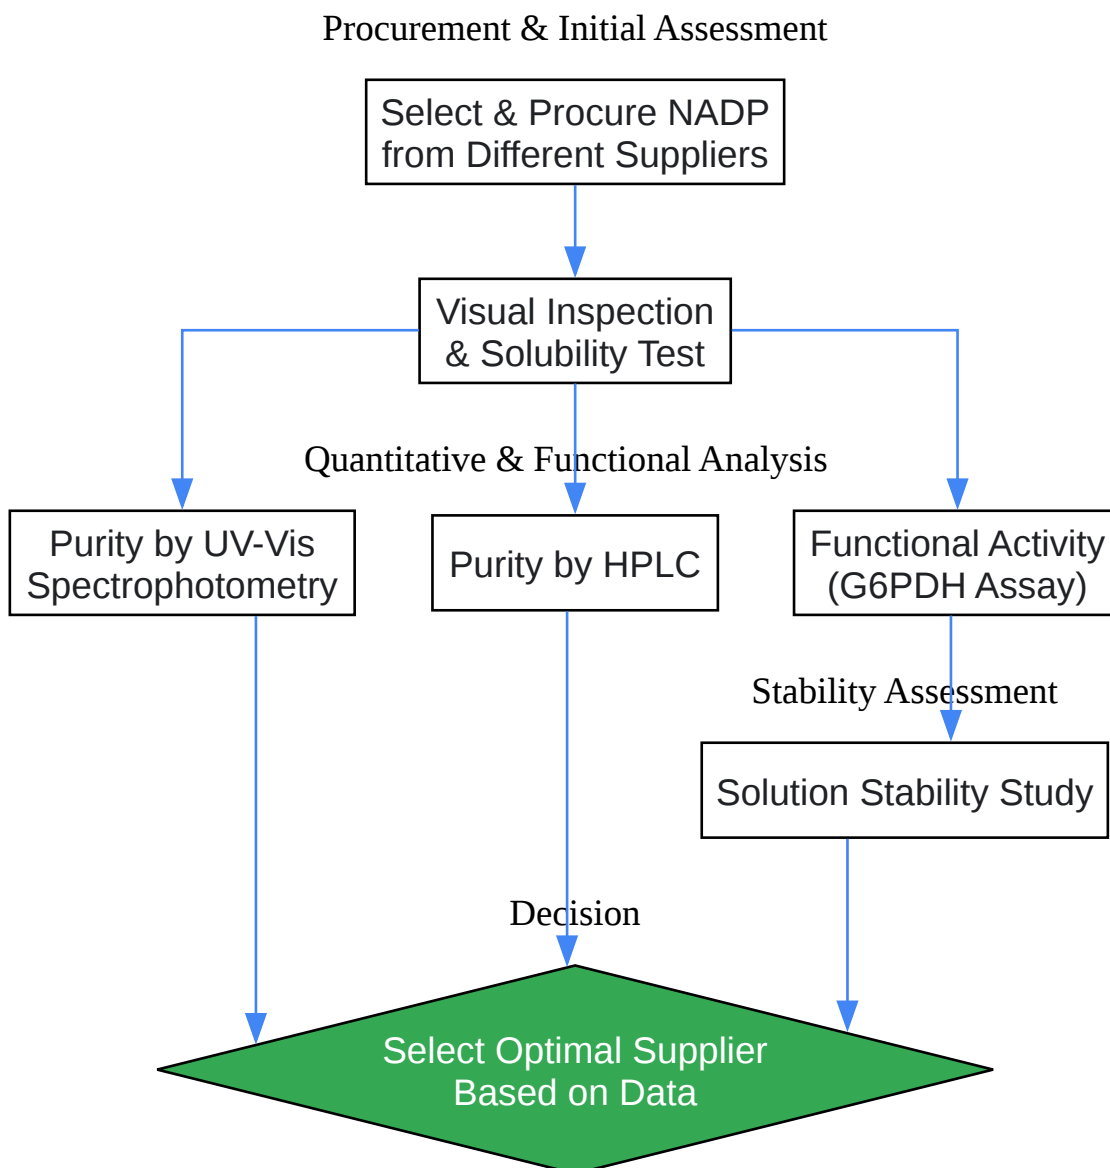 Procurement & Initial Assessment
Select & Procure NADP
from Different Suppliers
Visual Inspection
& Solubility Test
Quantitative & Functional Analysis
Purity by UV-Vis
Spectrophotometry
Purity by HPLC
Functional Activity
(G6PDH Assay)
Stability Assessment
Solution Stability Study
Decision
Select Optimal Supplier
Based on Data